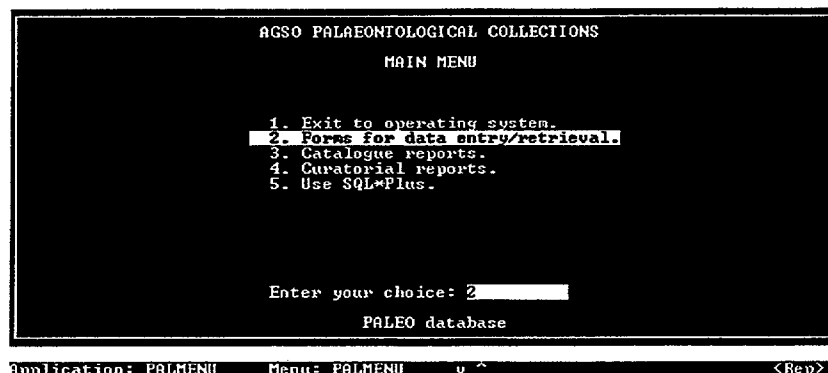 AGSO PALAEONTOLOGICAL COLLECTIONS
MAIN MENU
1. Exit to operating system.
2. Forms for data entry/retrieval.
3. Catalogue reports.
4. Curatorial reports.
5. Use SQL*Plus.
Enter your choice: 2
PALEO database
Application: PALMENU Menu: PALMENU v ^ <Rep>